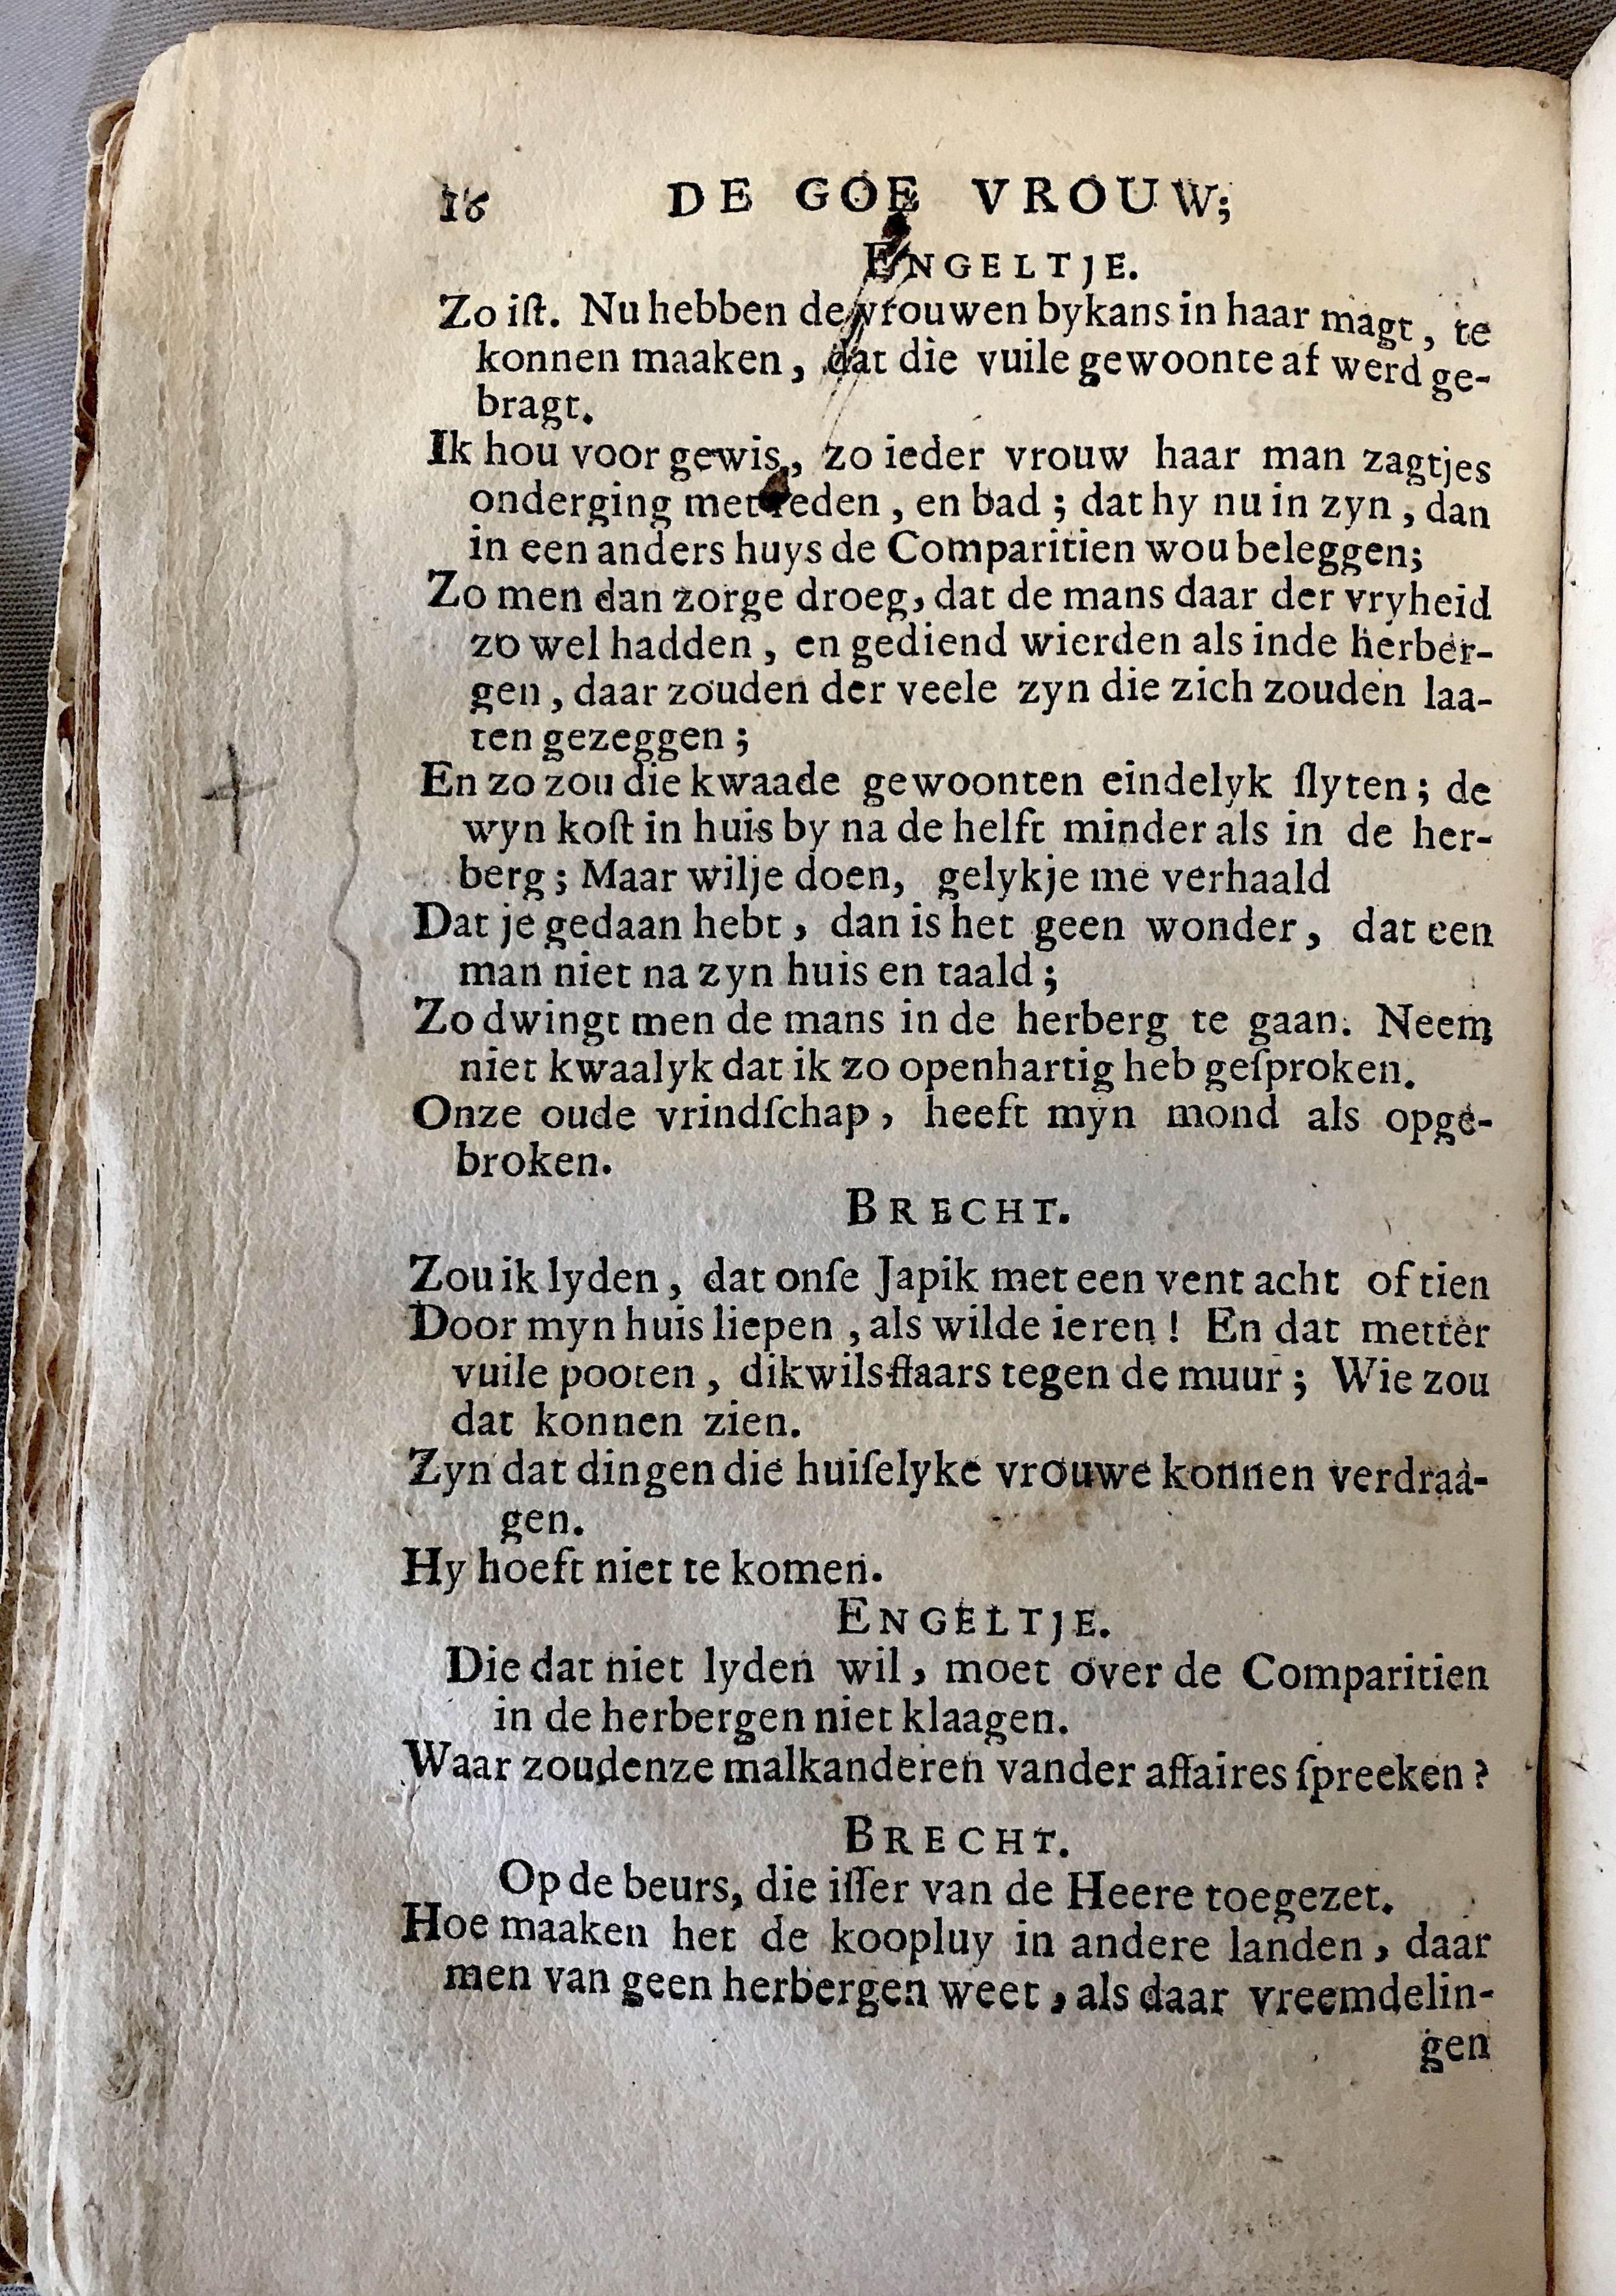 16 DE GOE VROUW;
ENGELTJE.
Zo iſt. Nu hebben de vrouwen bykans in haar magt, te
konnen maaken, dat die vuile gewoonte af werd ge-
bragt.
Ik hou voor gewis, zo ieder vrouw haar man zagtjes
onderging met reden, en bad; dat hy nu in zyn, dan
in een anders huys de Comparitien wou beleggen;
Zo men dan zorge droeg, dat de mans daar der vryheid
zo wel hadden, en gediend wierden als inde herber-
gen, daar zouden der veele zyn die zich zouden laa-
ten gezeggen;
En zo zou die kwaade gewoonten eindelyk ſlyten; de
wyn koſt in huis by na de helft minder als in de her-
berg; Maar wilje doen, gelykje me verhaald
Dat je gedaan hebt, dan is het geen wonder, dat een
man niet na zyn huis en taald;
Zo dwingt men de mans in de herberg te gaan. Neem
niet kwaalyk dat ik zo openhartig heb geſproken.
Onze oude vrindſchap, heeft myn mond als opge-
broken.
BRECHT.
Zou ik lyden, dat onſe Japik met een vent acht of tien
Door myn huis liepen, als wilde ieren! En dat metter
vuile pooten, dikwils ſlaars tegen de muur; Wie zou
dat konnen zien.
Zyn dat dingen die huiſelyke vrouwe konnen verdraa-
gen.
Hy hoeft niet te komen.
ENGELTJE.
Die dat niet lyden wil, moet over de Comparitien
in de herbergen niet klaagen.
Waar zoudenze malkanderen vander affaires ſpreeken?
BRECHT.
Op de beurs, die iſſer van de Heere toegezet.
Hoe maaken het de koopluy in andere landen, daar
men van geen herbergen weet, als daar vreemdelin-
gen